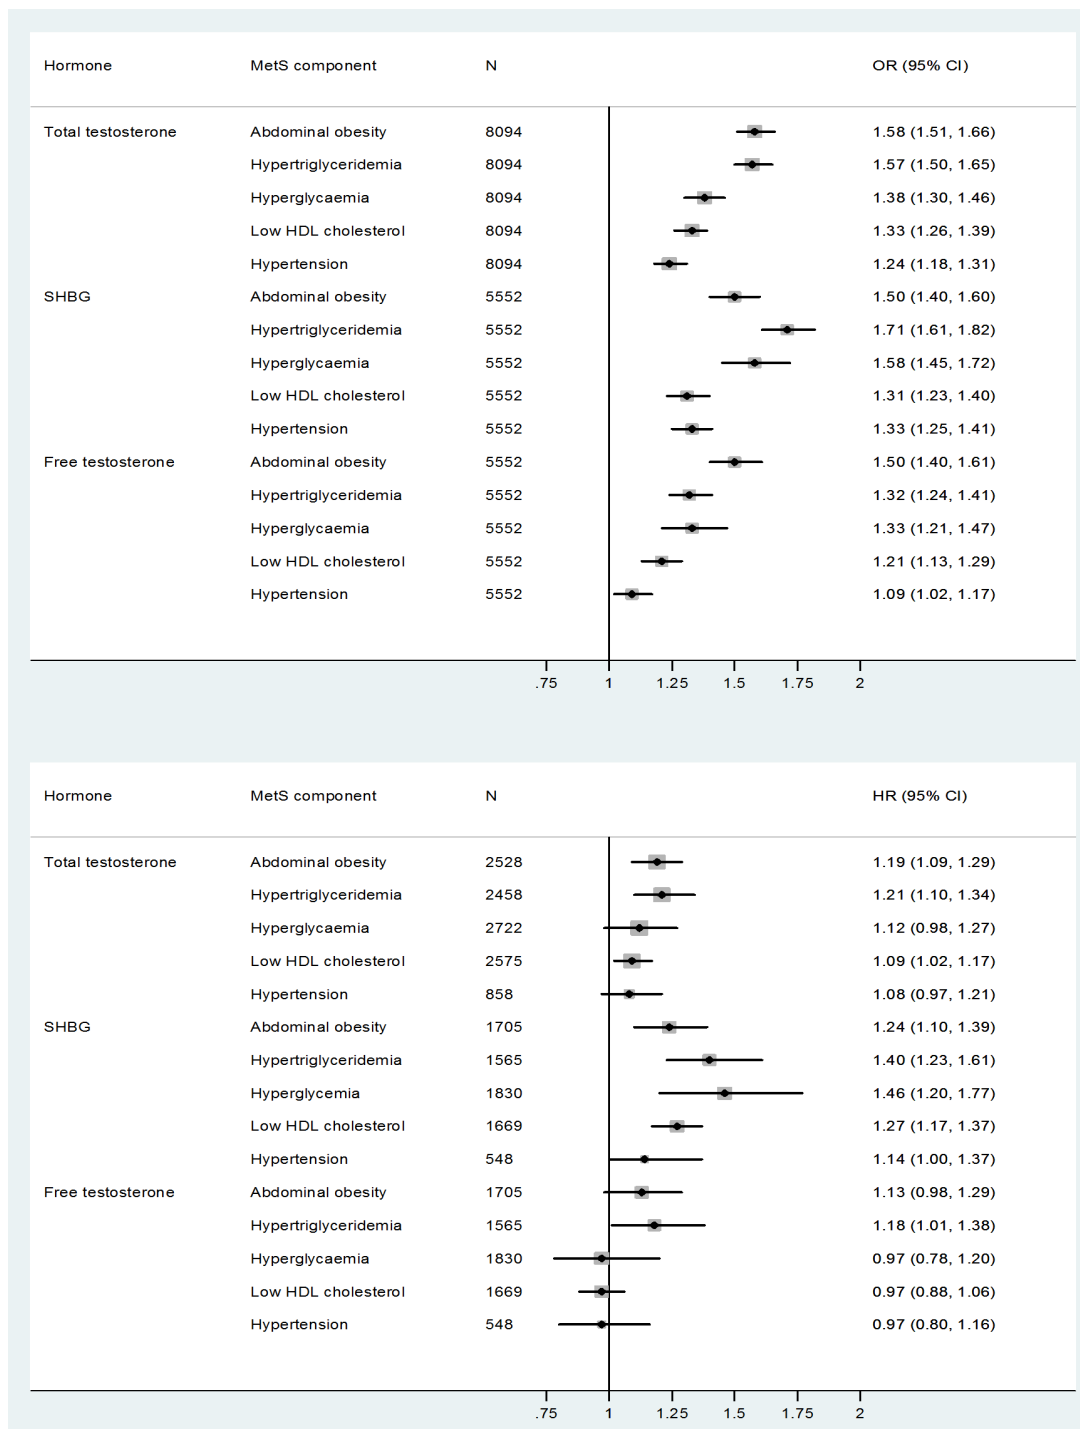 Hormone MetS component N OR (95% CI)
Total testosterone Abdominal obesity 8094 1.58 (1.51, 1.66)
Hypertriglyceridemia 8094 1.57 (1.50, 1.65)
Hyperglycaemia 8094 1.38 (1.30, 1.46)
Low HDL cholesterol 8094 1.33 (1.26, 1.39)
Hypertension 8094 1.24 (1.18, 1.31)
SHBG Abdominal obesity 5552 1.50 (1.40, 1.60)
Hypertriglyceridemia 5552 1.71 (1.61, 1.82)
Hyperglycaemia 5552 1.58 (1.45, 1.72)
Low HDL cholesterol 5552 1.31 (1.23, 1.40)
Hypertension 5552 1.33 (1.25, 1.41)
Free testosterone Abdominal obesity 5552 1.50 (1.40, 1.61)
Hypertriglyceridemia 5552 1.32 (1.24, 1.41)
Hyperglycaemia 5552 1.33 (1.21, 1.47)
Low HDL cholesterol 5552 1.21 (1.13, 1.29)
Hypertension 5552 1.09 (1.02, 1.17)
.75 1 1.25 1.5 1.75 2
Hormone MetS component N HR (95% CI)
Total testosterone Abdominal obesity 2528 1.19 (1.09, 1.29)
Hypertriglyceridemia 2458 1.21 (1.10, 1.34)
Hyperglycaemia 2722 1.12 (0.98, 1.27)
Low HDL cholesterol 2575 1.09 (1.02, 1.17)
Hypertension 858 1.08 (0.97, 1.21)
SHBG Abdominal obesity 1705 1.24 (1.10, 1.39)
Hypertriglyceridemia 1565 1.40 (1.23, 1.61)
Hyperglycemia 1830 1.46 (1.20, 1.77)
Low HDL cholesterol 1669 1.27 (1.17, 1.37)
Hypertension 548 1.14 (1.00, 1.37)
Free testosterone Abdominal obesity 1705 1.13 (0.98, 1.29)
Hypertriglyceridemia 1565 1.18 (1.01, 1.38)
Hyperglycaemia 1830 0.97 (0.78, 1.20)
Low HDL cholesterol 1669 0.97 (0.88, 1.06)
Hypertension 548 0.97 (0.80, 1.16)
.75 1 1.25 1.5 1.75 2